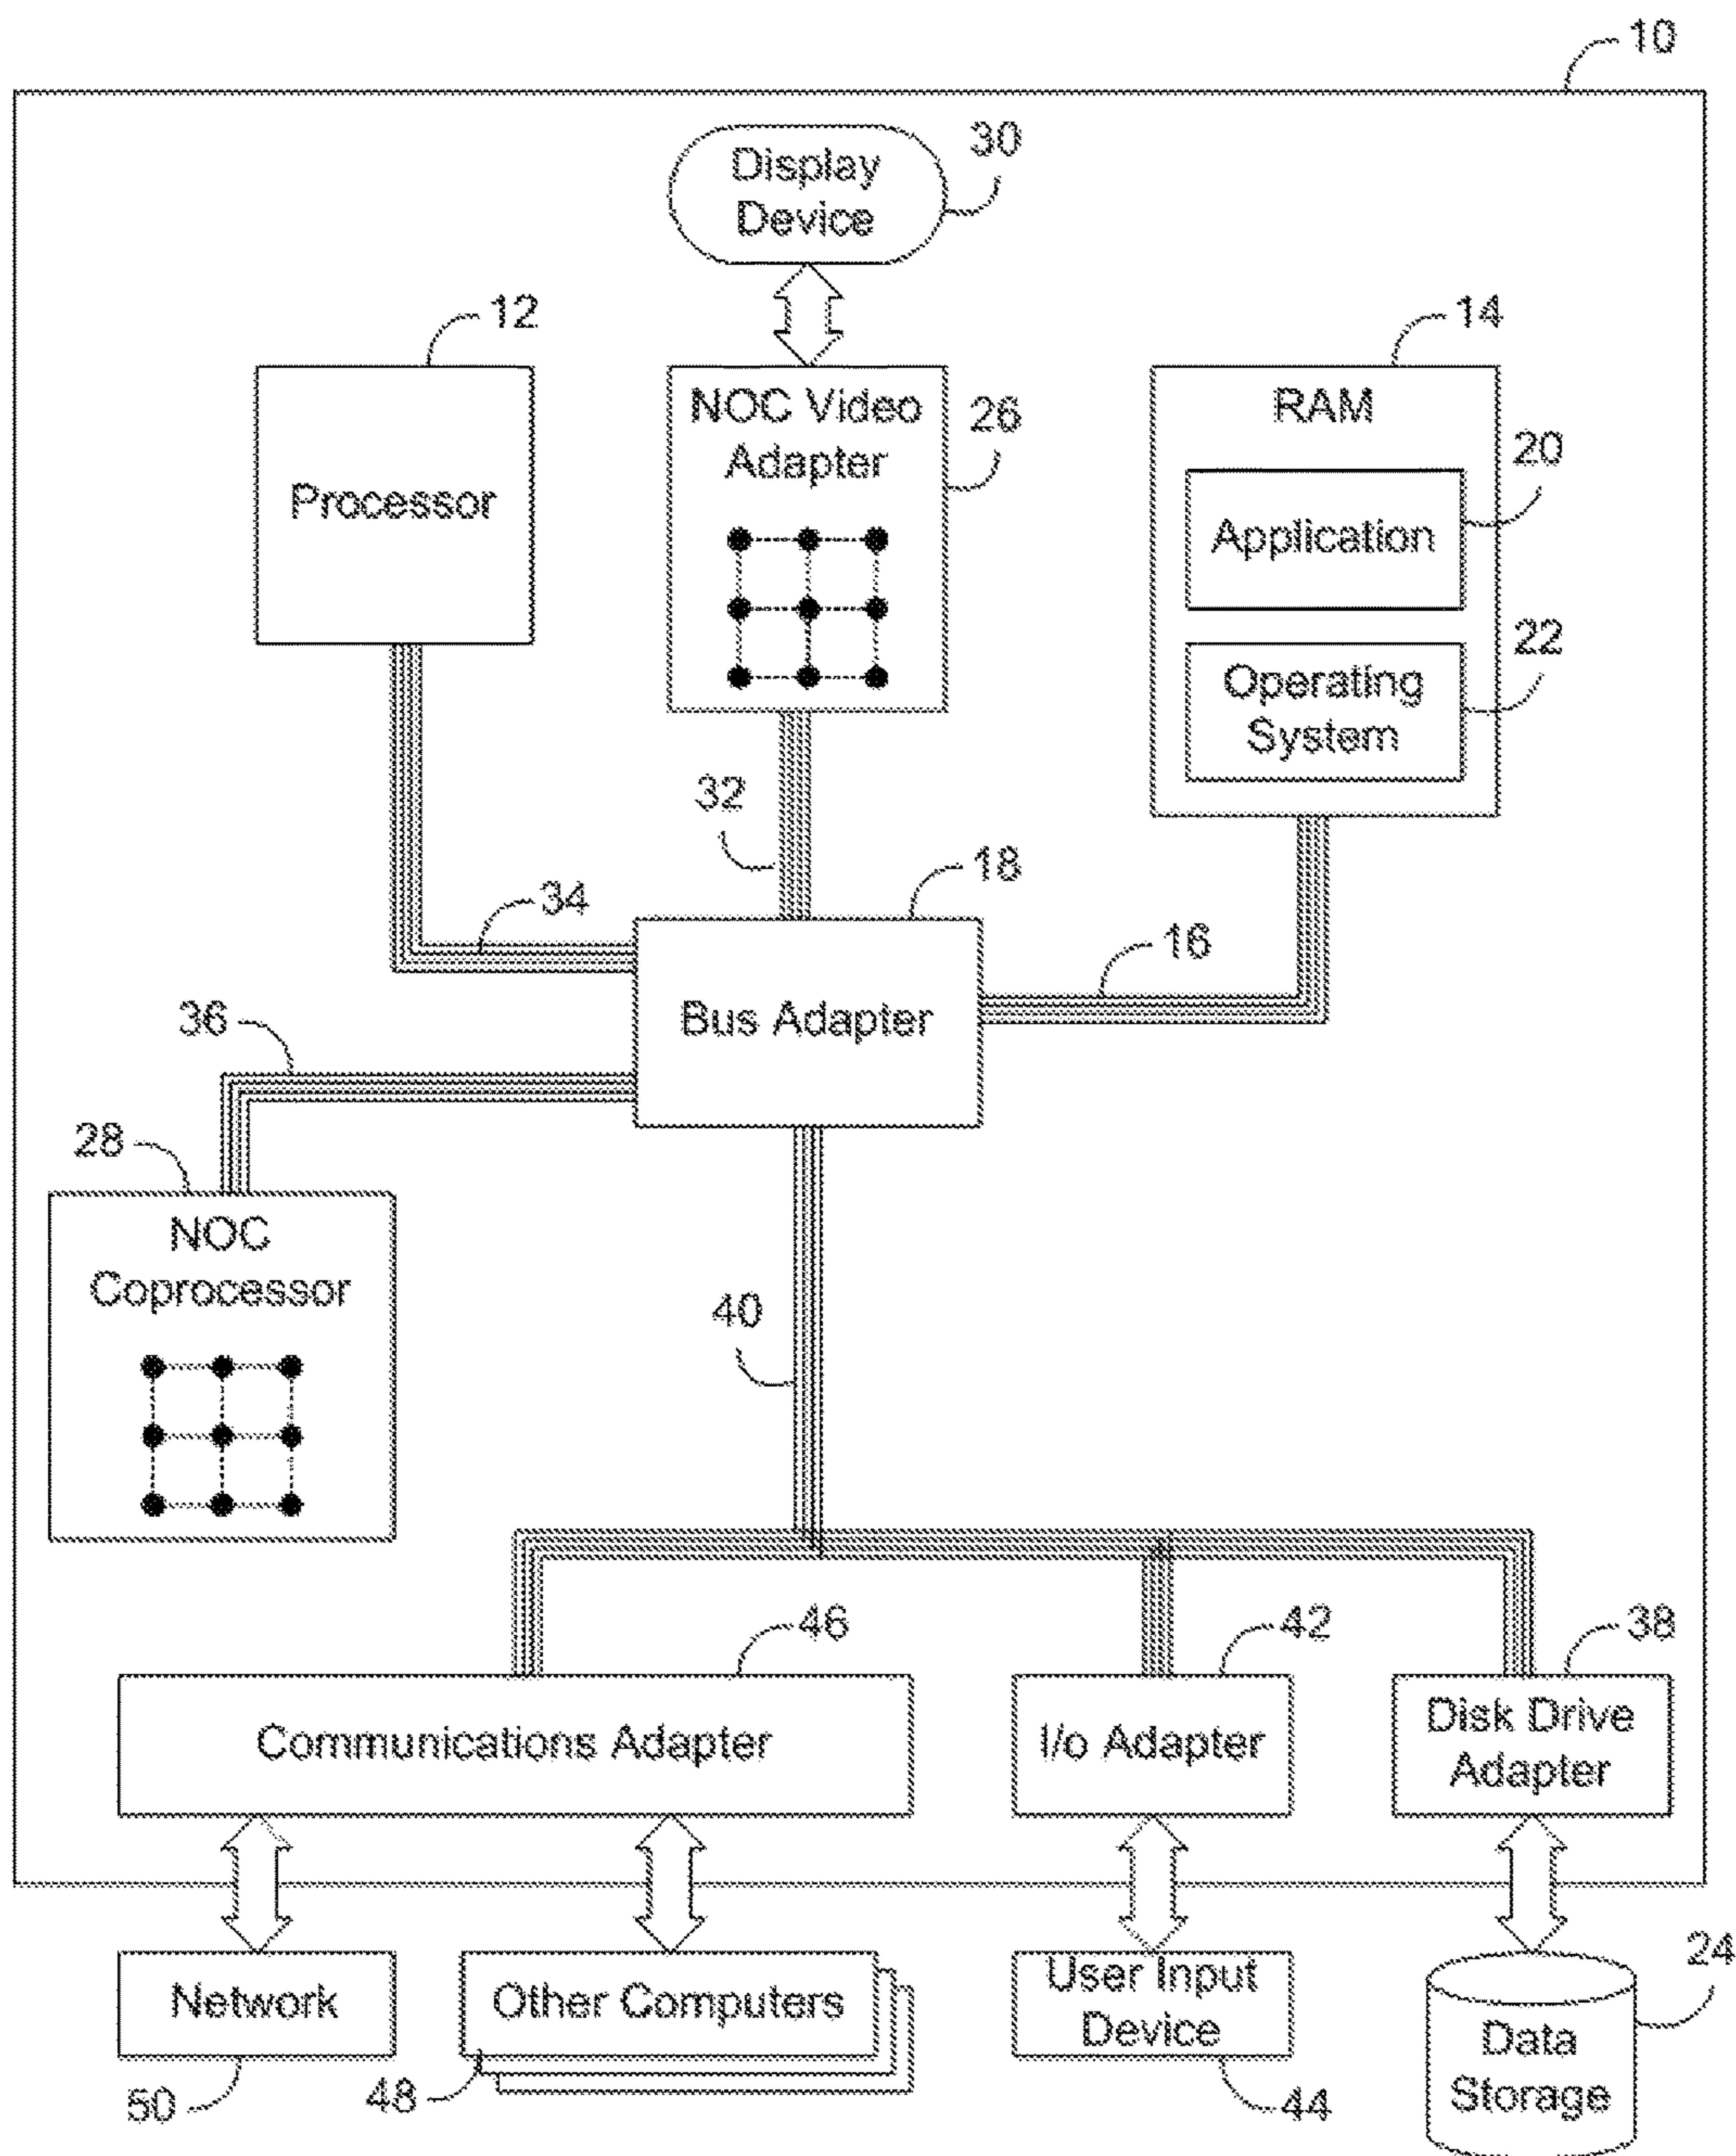 10
Display
Device
30
12
Processor
NOC Video
Adapter
26
14
RAM
20
Application
22
Operating
System
32
18
34
16
Bus Adapter
36
28
NOC
Coprocessor
40
46
42
38
Communications Adapter
I/o Adapter
Disk Drive
Adapter
Network
50
Other Computers
48
User Input
Device
44
24
Data
Storage